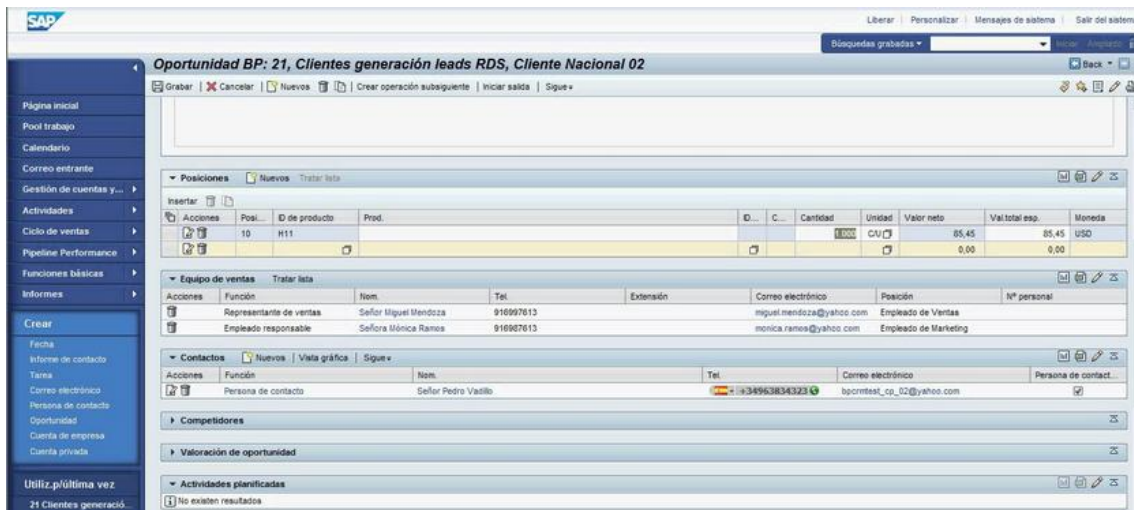 SAP
Liberar Personalizar Mensajes de sistema Salir del sistem
Búsquedas grabadas
Oportunidad BP: 21, Clientes generación leads RDS, Cliente Nacional 02
Back
Grabar Cancelar Nuevos Crear operación subsiguiente Iniciar salida Sigue
Página inicial
Pool trabajo
Calendario
Correo entrante
Gestión de cuentas y...
Actividades
Ciclo de ventas
Pipeline Performance
Funciones básicas
Informes
Crear
Fecha
Informe de contacto
Tarea
Correo electrónico
Persona de contacto
Oportunidad
Cuenta de empresa
Cuenta privada
Utiliz.p/última vez
21 Clientes generació...
Posiciones Nuevos Tratar lista
Insertar
Acciones Posi... ID de producto Prod. D... C... Cantidad Unidad Valor neto Val.total esp. Moneda
10 H11 1.000 C/U 85,45 85,45 USD
0,00 0,00
Equipo de ventas Tratar lista
Acciones Función Nom. Tel. Extensión Correo electrónico Posición Nº personal
Representante de ventas Señor Miguel Mendoza 916997613 miguel.mendoza@yahoo.com Empleado de Ventas
Empleado responsable Señora Mónica Ramos 916987613 monica.ramos@yahoo.com Empleado de Marketing
Contactos Nuevos Vista gráfica Sigue
Acciones Función Nom. Tel. Correo electrónico Persona de contact...
Persona de contacto Señor Pedro Vadillo +34963834323 bpcrmtest_cp_02@yahoo.com
Competidores
Valoración de oportunidad
Actividades planificadas
No existen resultados